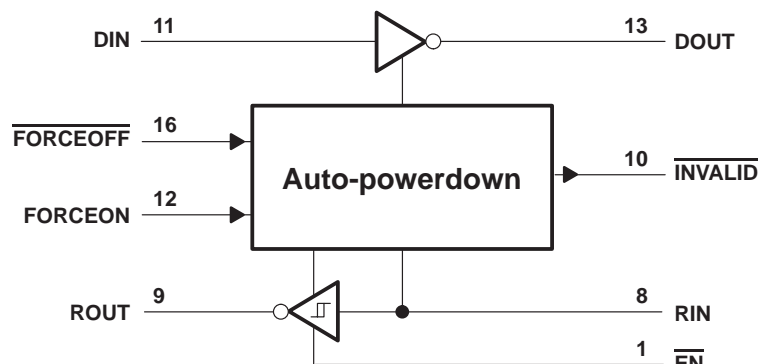 DIN 11 13 DOUT
FORCEOFF 16
Auto-powerdown
10 INVALID
FORCEON 12
ROUT 9 8 RIN
1 EN